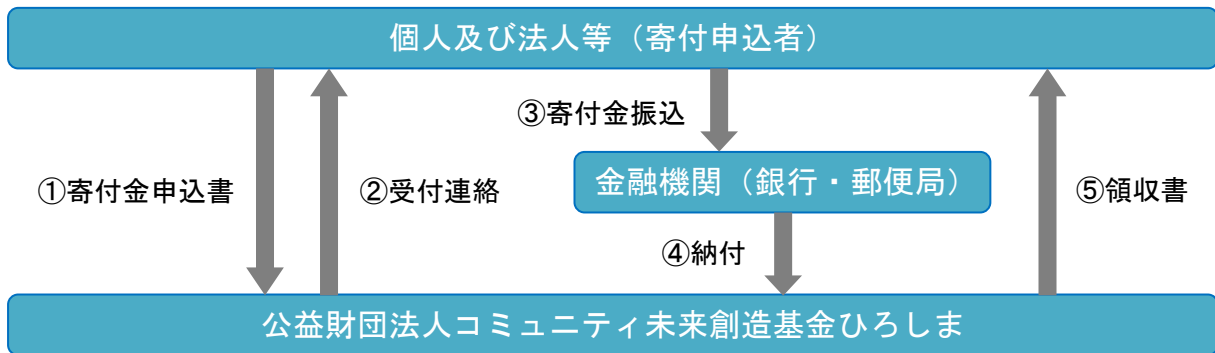 個人及び法人等（寄付申込者）
③寄付金振込
金融機関（銀行・郵便局）
①寄付金申込書
②受付連絡
⑤領収書
④納付
公益財団法人コミュニティ未来創造基金ひろしま